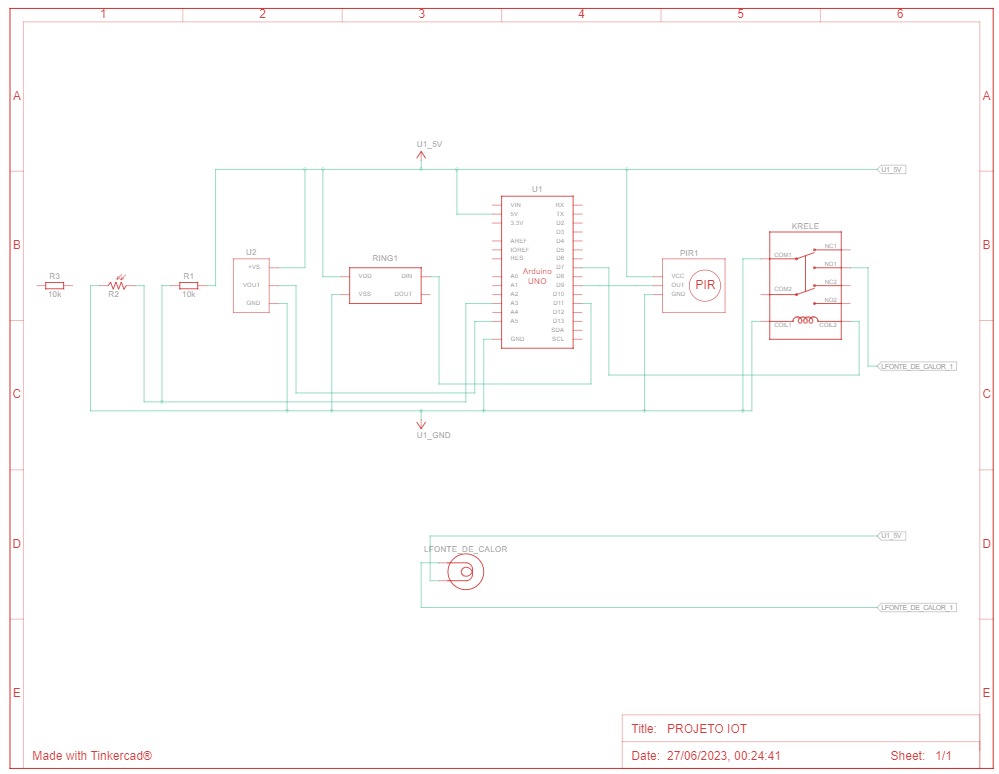 1 2 3 4 5 6
A A
U1_5V
U1_5V
U1
VIN RX
5V TX
3.3V D2
D3
AREF D4
IOREF D5
RES D6
D7
A0 D8
A1 D9
A2 D10
A3 D11
A4 D12
A5 D13
SDA
GND SCL
Arduino
UNO
B B
KRELE
COM1 NC1
NO1
COM2 NC2
NO2
COIL1 COIL2
U2
+VS
VOUT
GND
RING1
VDD DIN
VSS DOUT
PIR1
VCC
OUT
GND
PIR
R3
10k
R2
R1
10k
LFONTE_DE_CALOR_1
C C
U1_GND
D D
U1_5V
LFONTE_DE_CALOR
LFONTE_DE_CALOR_1
E E
Title: PROJETO IOT
Made with Tinkercad®
Date: 27/06/2023, 00:24:41 Sheet: 1/1